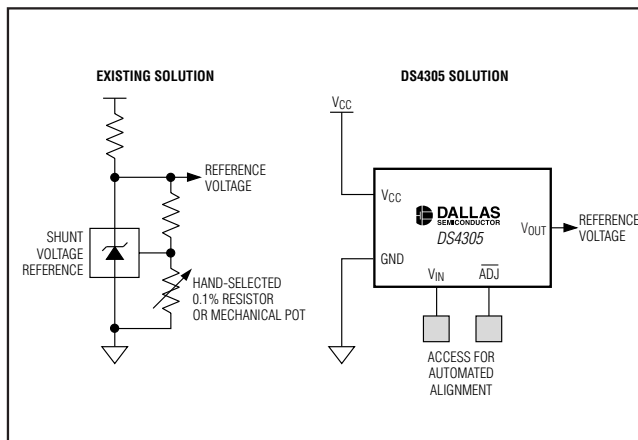 EXISTING SOLUTION
REFERENCE
VOLTAGE
SHUNT
VOLTAGE
REFERENCE
HAND-SELECTED
0.1% RESISTOR
OR MECHANICAL POT
DS4305 SOLUTION
VCC
VCC
DALLAS
SEMICONDUCTOR
DS4305
VOUT
REFERENCE
VOLTAGE
GND
VIN
ADJ
ACCESS FOR
AUTOMATED
ALIGNMENT